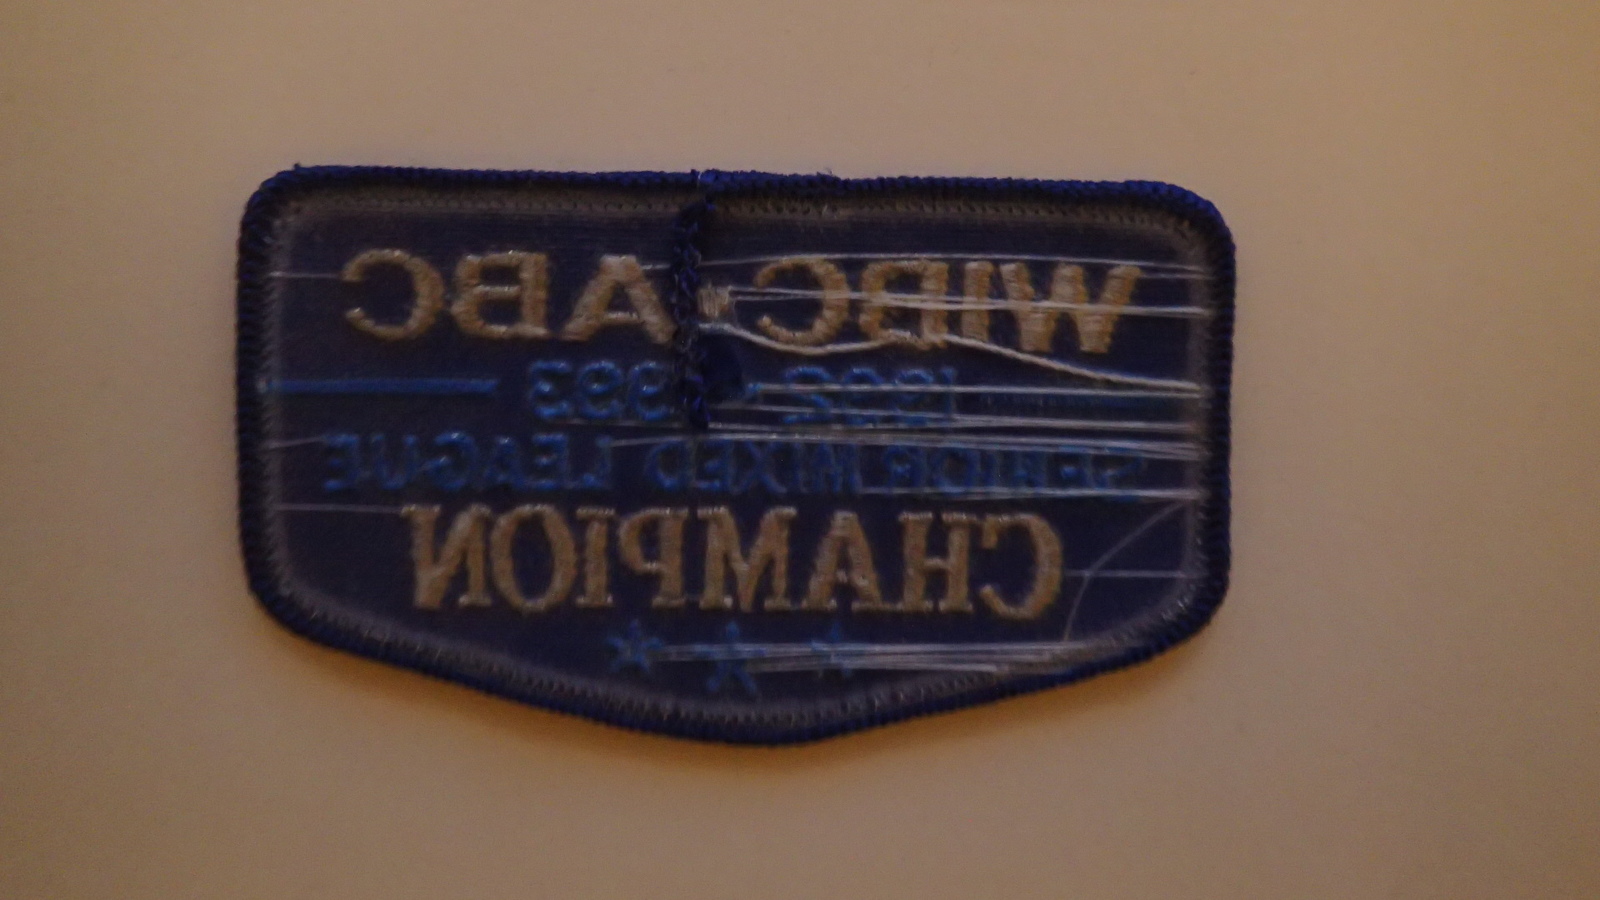 WIBC · ABC
1992 - 1993
SENIOR MIXED LEAGUE
CHAMPION